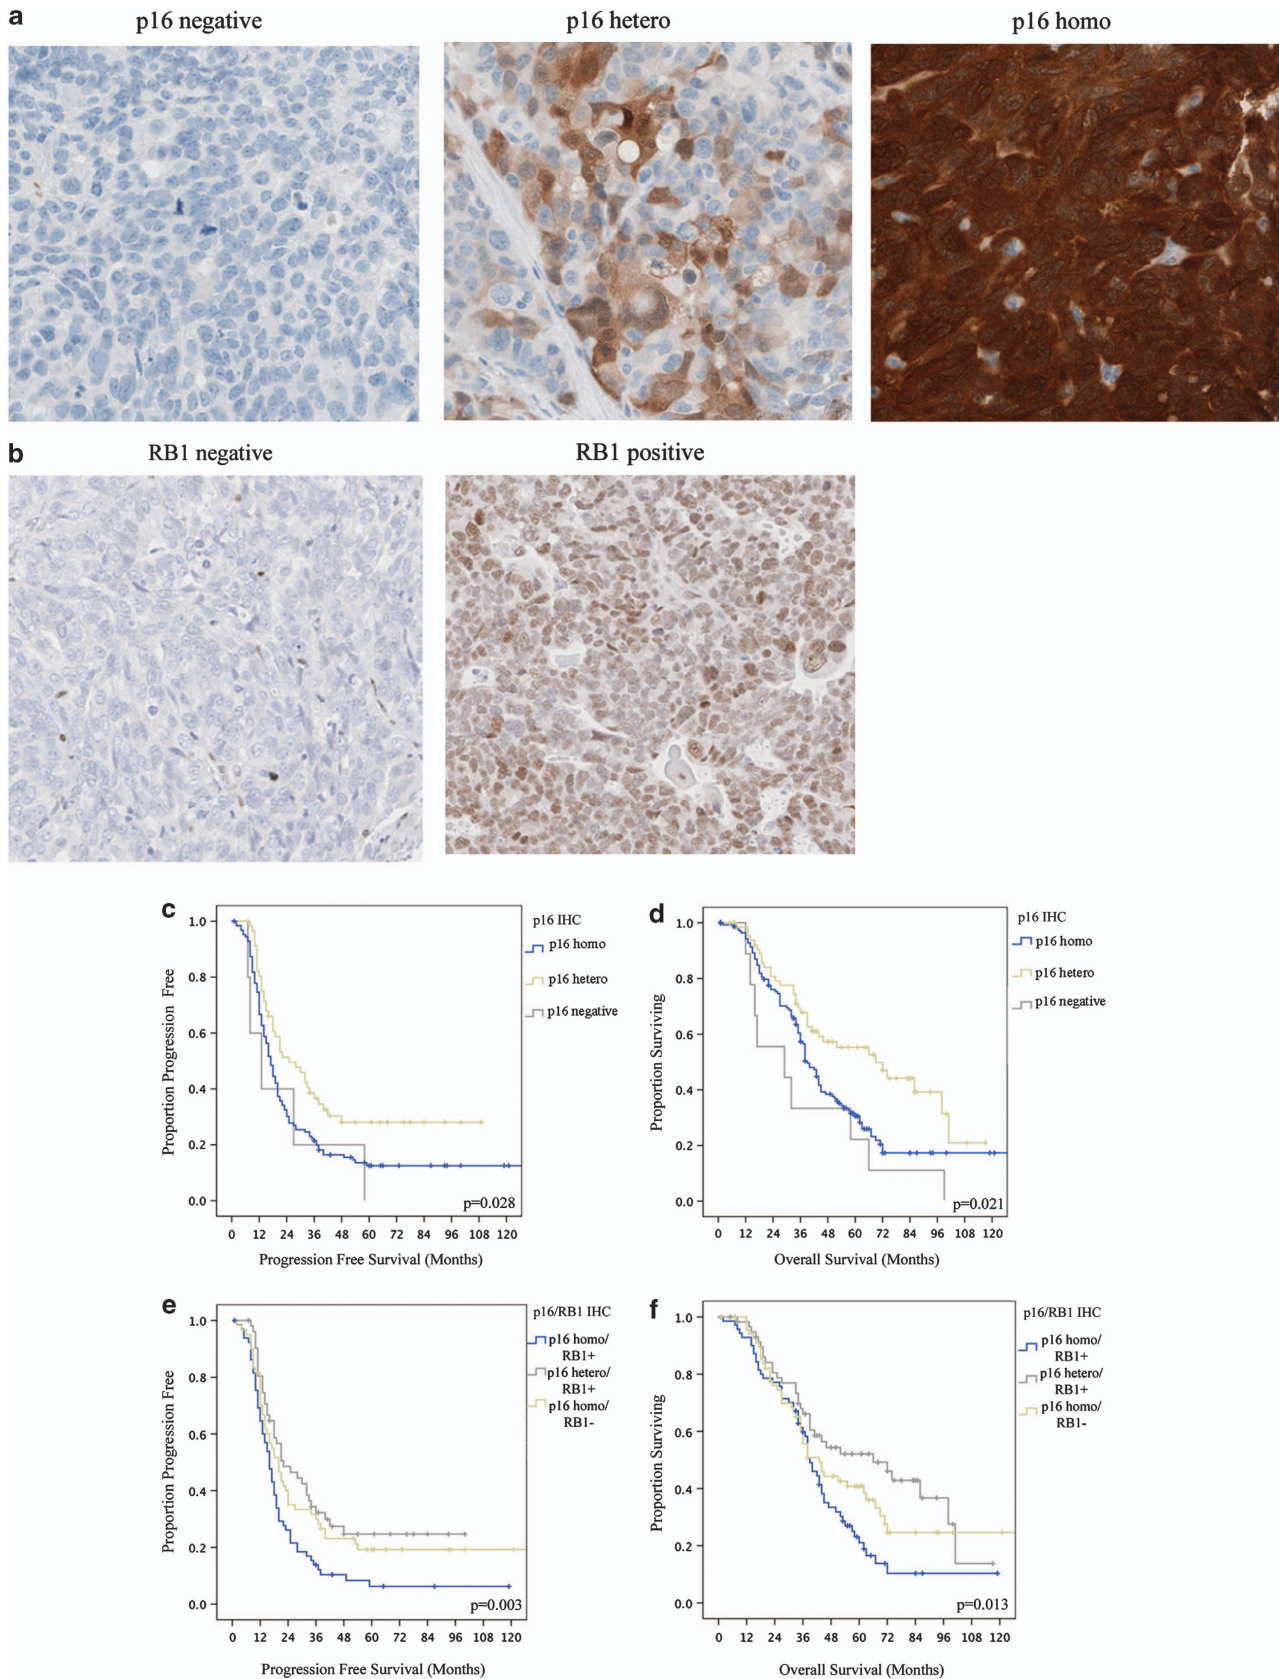 a
p16 negative
p16 hetero
p16 homo
b
RB1 negative
RB1 positive
c
1.0
0.8
0.6
0.4
0.2
0.0
Proportion Progression Free
p16 IHC
p16 homo
p16 hetero
p16 negative
p=0.028
0 12 24 36 48 60 72 84 96 108 120
Progression Free Survival (Months)
d
1.0
0.8
0.6
0.4
0.2
0.0
Proportion Surviving
p16 IHC
p16 homo
p16 hetero
p16 negative
p=0.021
0 12 24 36 48 60 72 84 96 108 120
Overall Survival (Months)
e
1.0
0.8
0.6
0.4
0.2
0.0
Proportion Progression Free
p16/RB1 IHC
p16 homo/
RB1+
p16 hetero/
RB1+
p16 homo/
RB1-
p=0.003
0 12 24 36 48 60 72 84 96 108 120
Progression Free Survival (Months)
f
1.0
0.8
0.6
0.4
0.2
0.0
Proportion Surviving
p16/RB1 IHC
p16 homo/
RB1+
p16 hetero/
RB1+
p16 homo/
RB1-
p=0.013
0 12 24 36 48 60 72 84 96 108 120
Overall Survival (Months)